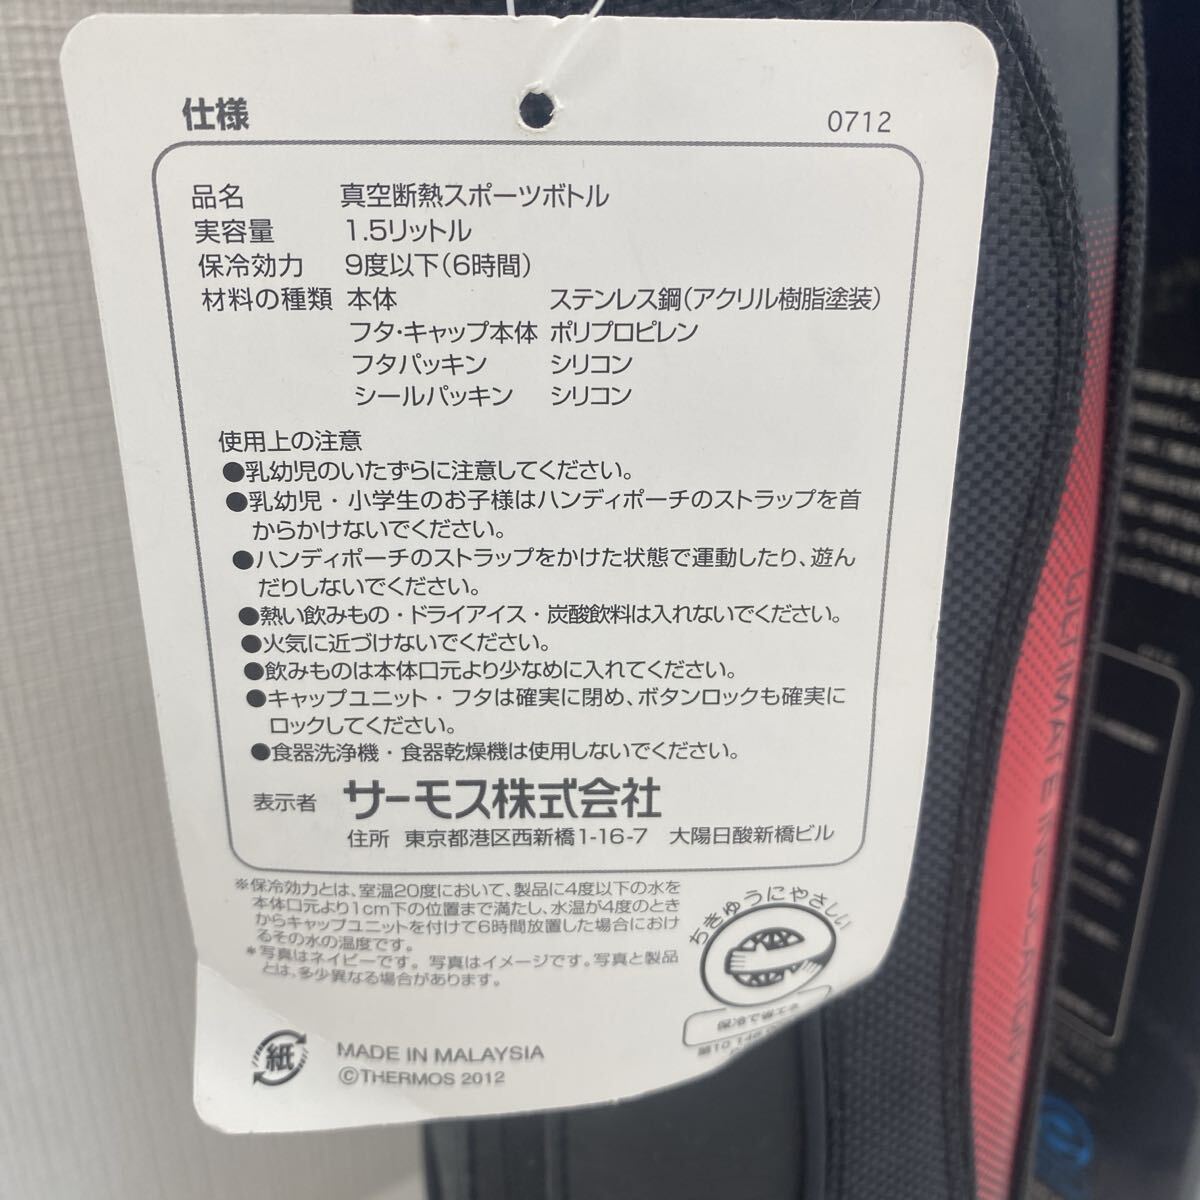 仕様
0712
品名 真空断熱スポーツボトル
実容量 1.5リットル
保冷効力 9度以下(6時間)
材料の種類 本体 ステンレス鋼(アクリル樹脂塗装)
フタ・キャップ本体 ポリプロピレン
フタパッキン シリコン
シールパッキン シリコン
使用上の注意
●乳幼児のいたずらに注意してください。
●乳幼児・小学生のお子様はハンディポーチのストラップを首
からかけないでください。
●ハンディポーチのストラップをかけた状態で運動したり、遊ん
だりしないでください。
●熱い飲みもの・ドライアイス・炭酸飲料は入れないでください。
●火気に近づけないでください。
●飲みものは本体口元より少なめに入れてください。
●キャップユニット・フタは確実に閉め、ボタンロックも確実に
ロックしてください。
●食器洗浄機・食器乾燥機は使用しないでください。
表示者 サーモス株式会社
住所 東京都港区西新橋1-16-7 大陽日酸新橋ビル
※保冷効力とは、室温20度において、製品に4度以下の水を
本体口元より1cm下の位置まで満たし、水温が4度のとき
からキャップユニットを付けて6時間放置した場合におけ
るその水の温度です。
*写真はネイビーです。写真はイメージです。写真と製品
とは、多少異なる場合があります。
ちきゅうにやさしい
紙
MADE IN MALAYSIA
©THERMOS 2012